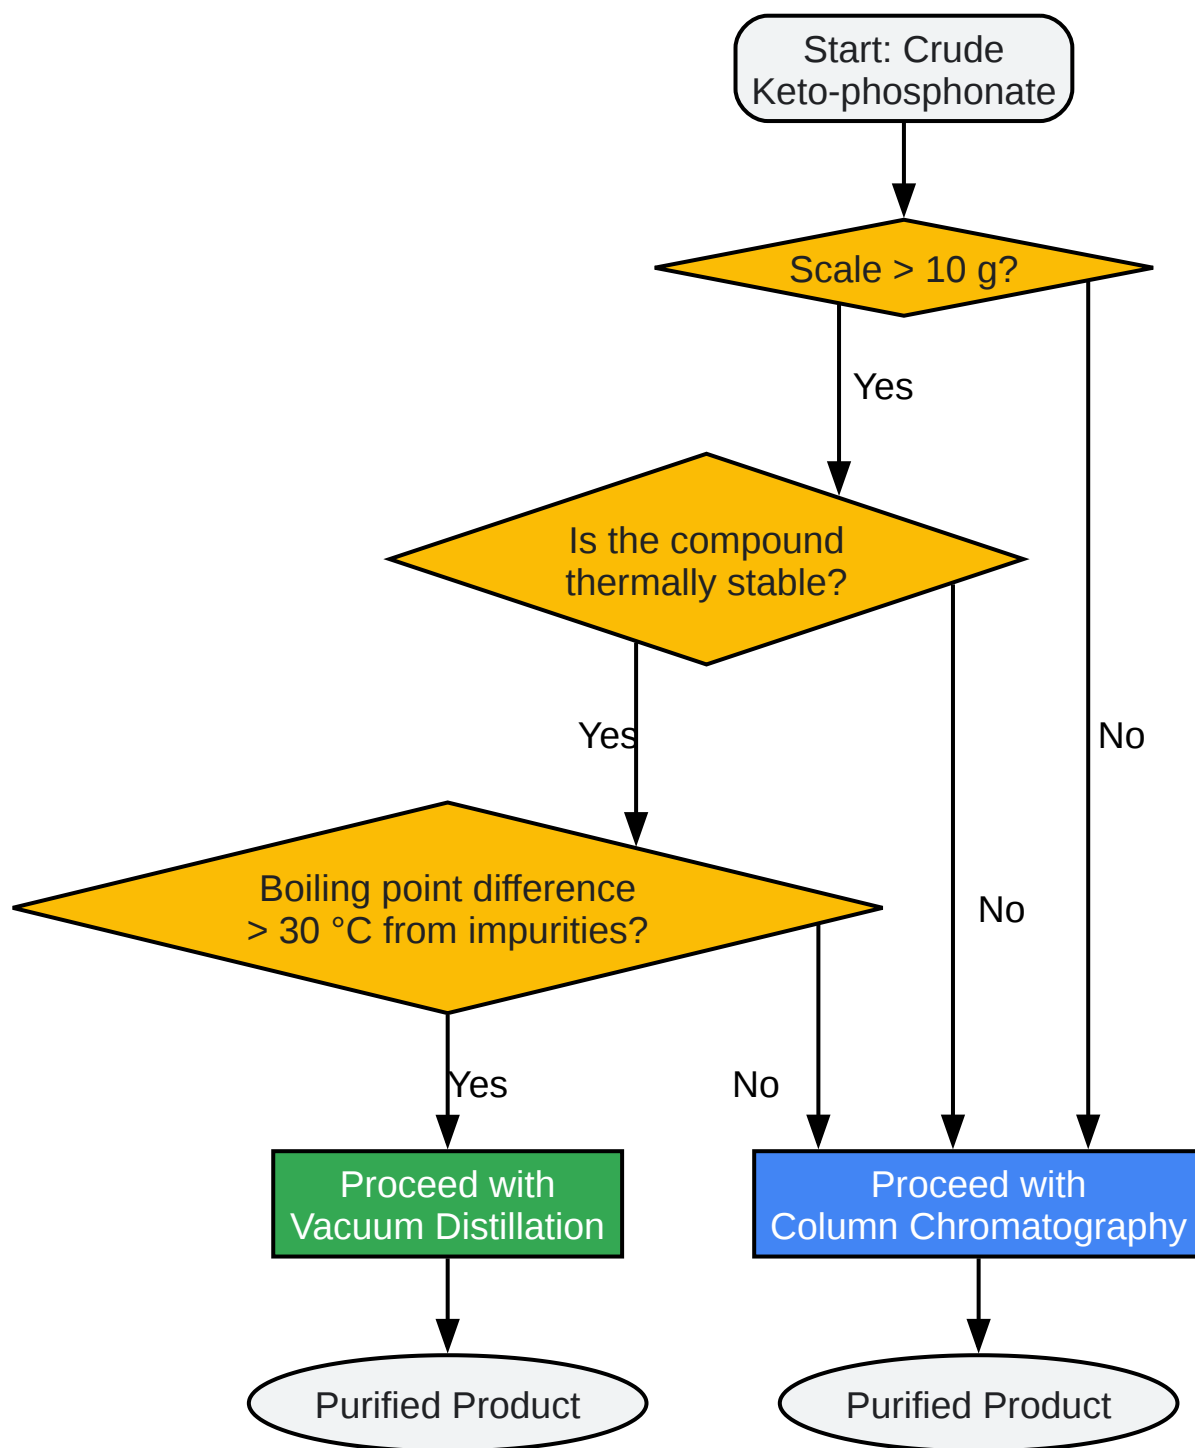 Start: Crude
Keto-phosphonate
Scale > 10 g?
Yes
Is the compound
thermally stable?
Yes
No
Boiling point difference
> 30 °C from impurities?
No
Yes
No
Proceed with
Vacuum Distillation
Proceed with
Column Chromatography
Purified Product
Purified Product